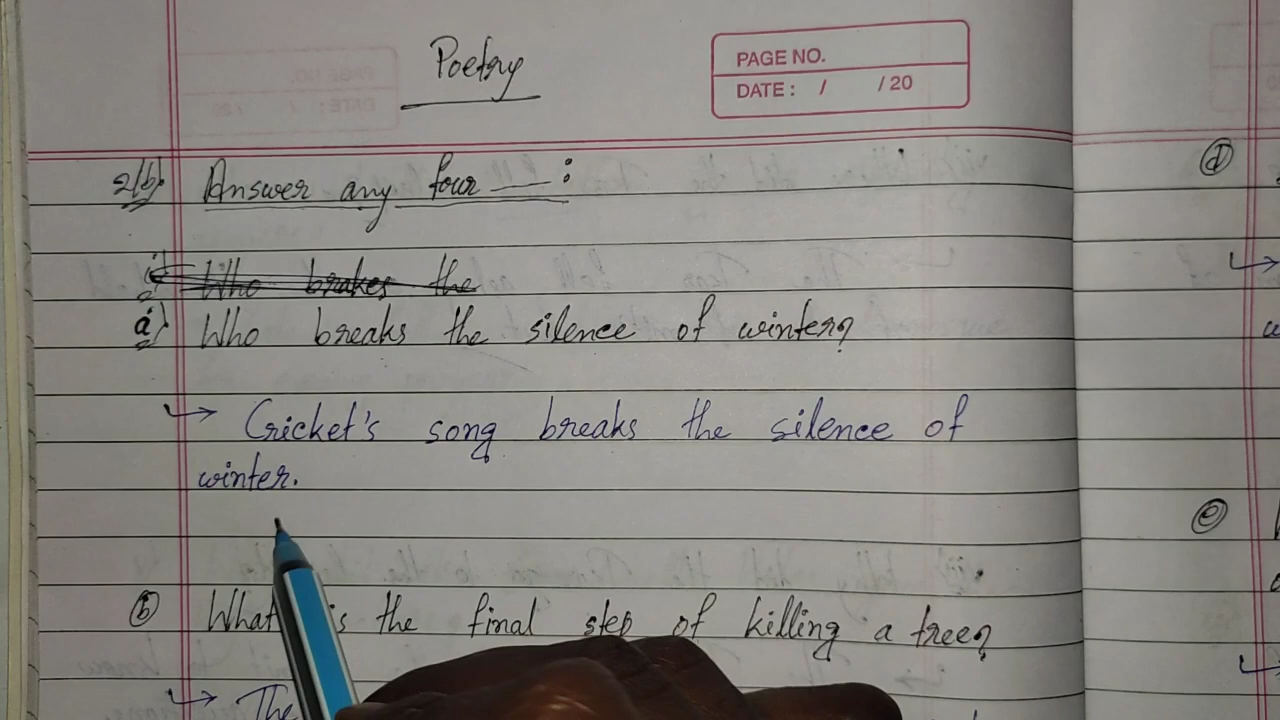 Poetry
PAGE NO.
DATE : / /20
2(b) Answer any four __ :
Who brakes the
a) Who breaks the silence of winter?
↳ Cricket's song breaks the silence of
winter.
(b) What is the final step of killing a tree?
↳ The
(d)
(e)